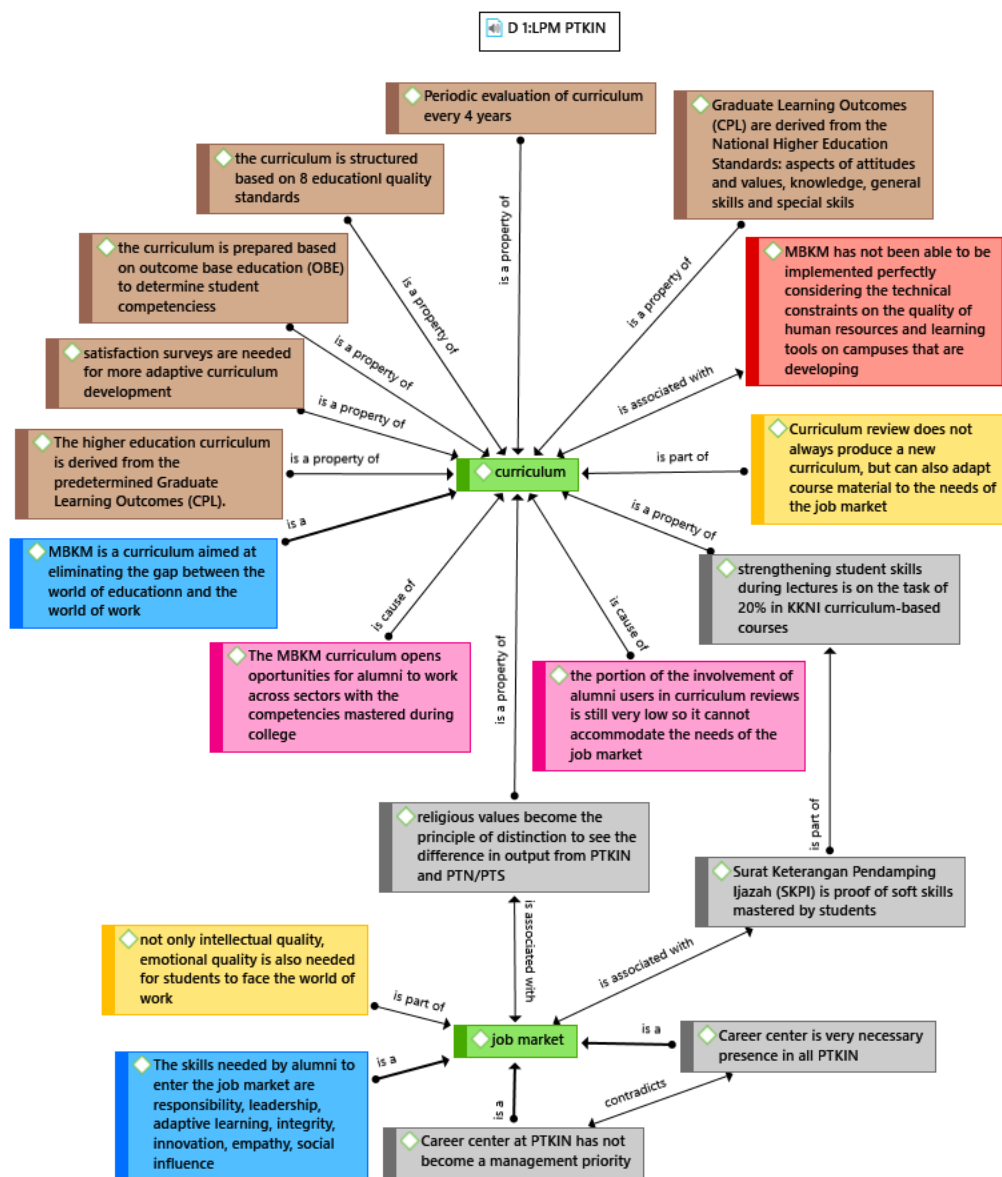 D 1:LPM PTKIN
Periodic evaluation of curriculum
every 4 years
Graduate Learning Outcomes
(CPL) are derived from the
National Higher Education
Standards: aspects of attitudes
and values, knowledge, general
skills and special skils
the curriculum is structured
based on 8 educationl quality
standards
the curriculum is prepared based
on outcome base education (OBE)
to determine student
competenciess
MBKM has not been able to be
implemented perfectly
considering the technical
constraints on the quality of
human resources and learning
tools on campuses that are
developing
satisfaction surveys are needed
for more adaptive curriculum
development
The higher education curriculum
is derived from the
predetermined Graduate
Learning Outcomes (CPL).
is a property of
is a property of
is a property of
is a property of
is a property of
is a property of
is associated with
curriculum
is part of
Curriculum review does not
always produce a new
curriculum, but can also adapt
course material to the needs of
the job market
is a
is a property of
MBKM is a curriculum aimed at
eliminating the gap between the
world of educationn and the
world of work
strengthening student skills
during lectures is on the task of
20% in KKNI curriculum-based
courses
is cause of
is a property of
is cause of
The MBKM curriculum opens
oportunities for alumni to work
across sectors with the
competencies mastered during
college
the portion of the involvement of
alumni users in curriculum reviews
is still very low so it cannot
accommodate the needs of the
job market
is part of
religious values become the
principle of distinction to see the
difference in output from PTKIN
and PTN/PTS
Surat Keterangan Pendamping
Ijazah (SKPI) is proof of soft skills
mastered by students
is associated with
is associated with
not only intellectual quality,
emotional quality is also needed
for students to face the world of
work
is part of
job market
is a
Career center is very necessary
presence in all PTKIN
is a
The skills needed by alumni to
enter the job market are
responsibility, leadership,
adaptive learning, integrity,
innovation, empathy, social
influence
is a
contradicts
Career center at PTKIN has not
become a management priority